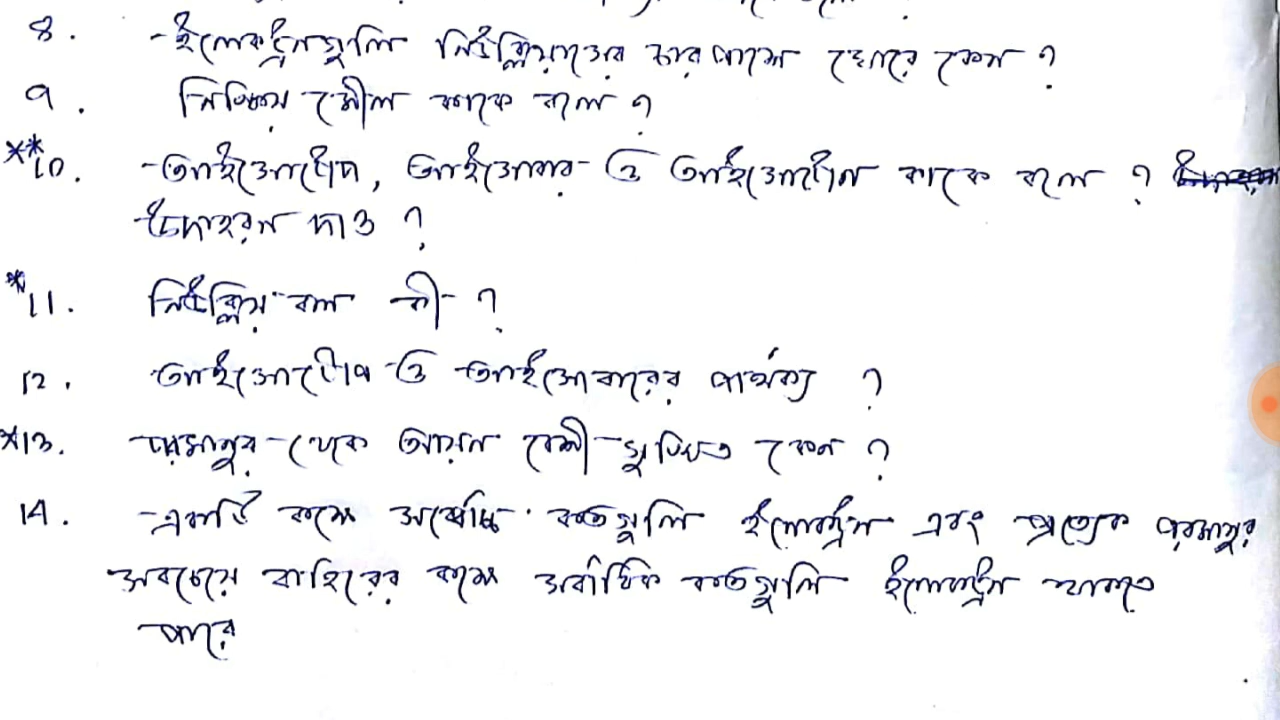 8. ইলেকট্রনগুলি নিউক্লিয়াসের চারপাশে ঘোরে কেন ?
9. নিষ্ক্রিয় মৌল কাকে বলে ?
**10. আইসোটোপ, আইসোবার ও আইসোটোন কাকে বলে ?
উদাহরন দাও ?
*11. নিউক্লিয় বল কী ?
12. আইসোটোপ ও আইসোবারের পার্থক্য ?
*13. পরমানুর থেকে আয়ন বেশী সুস্থিত কেন ?
14. একটি কক্ষে সর্বোচ্চ কতগুলি ইলেকট্রন এবং প্রত্যেক পরমানুর
সবচেয়ে বাহিরের কক্ষে সর্বাধিক কতগুলি ইলেকট্রন থাকতে
পারে